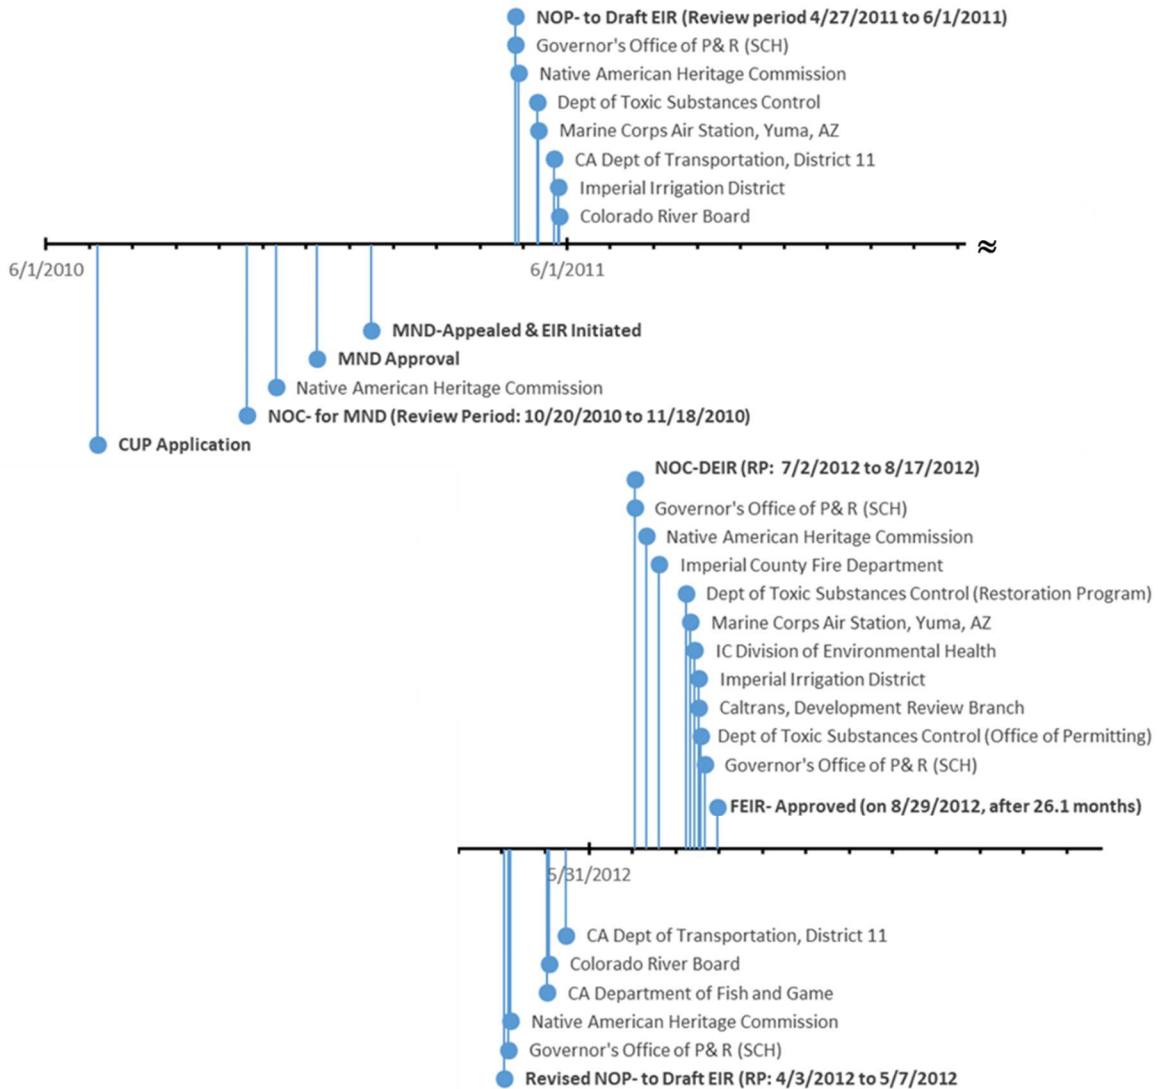 NOP- to Draft EIR (Review period 4/27/2011 to 6/1/2011)
Governor's Office of P& R (SCH)
Native American Heritage Commission
Dept of Toxic Substances Control
Marine Corps Air Station, Yuma, AZ
CA Dept of Transportation, District 11
Imperial Irrigation District
Colorado River Board
≈
6/1/2010
6/1/2011
MND-Appealed & EIR Initiated
MND Approval
Native American Heritage Commission
NOC- for MND (Review Period: 10/20/2010 to 11/18/2010)
CUP Application
NOC-DEIR (RP: 7/2/2012 to 8/17/2012)
Governor's Office of P& R (SCH)
Native American Heritage Commission
Imperial County Fire Department
Dept of Toxic Substances Control (Restoration Program)
Marine Corps Air Station, Yuma, AZ
IC Division of Environmental Health
Imperial Irrigation District
Caltrans, Development Review Branch
Dept of Toxic Substances Control (Office of Permitting)
Governor's Office of P& R (SCH)
FEIR- Approved (on 8/29/2012, after 26.1 months)
5/31/2012
CA Dept of Transportation, District 11
Colorado River Board
CA Department of Fish and Game
Native American Heritage Commission
Governor's Office of P& R (SCH)
Revised NOP- to Draft EIR (RP: 4/3/2012 to 5/7/2012